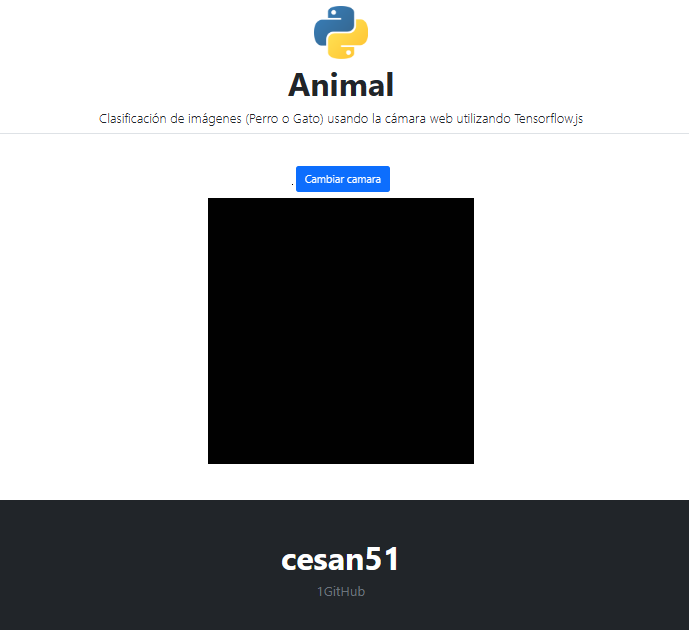 Animal
Clasificación de imágenes (Perro o Gato) usando la cámara web utilizando Tensorflow.js
. Cambiar camara
cesan51
1GitHub